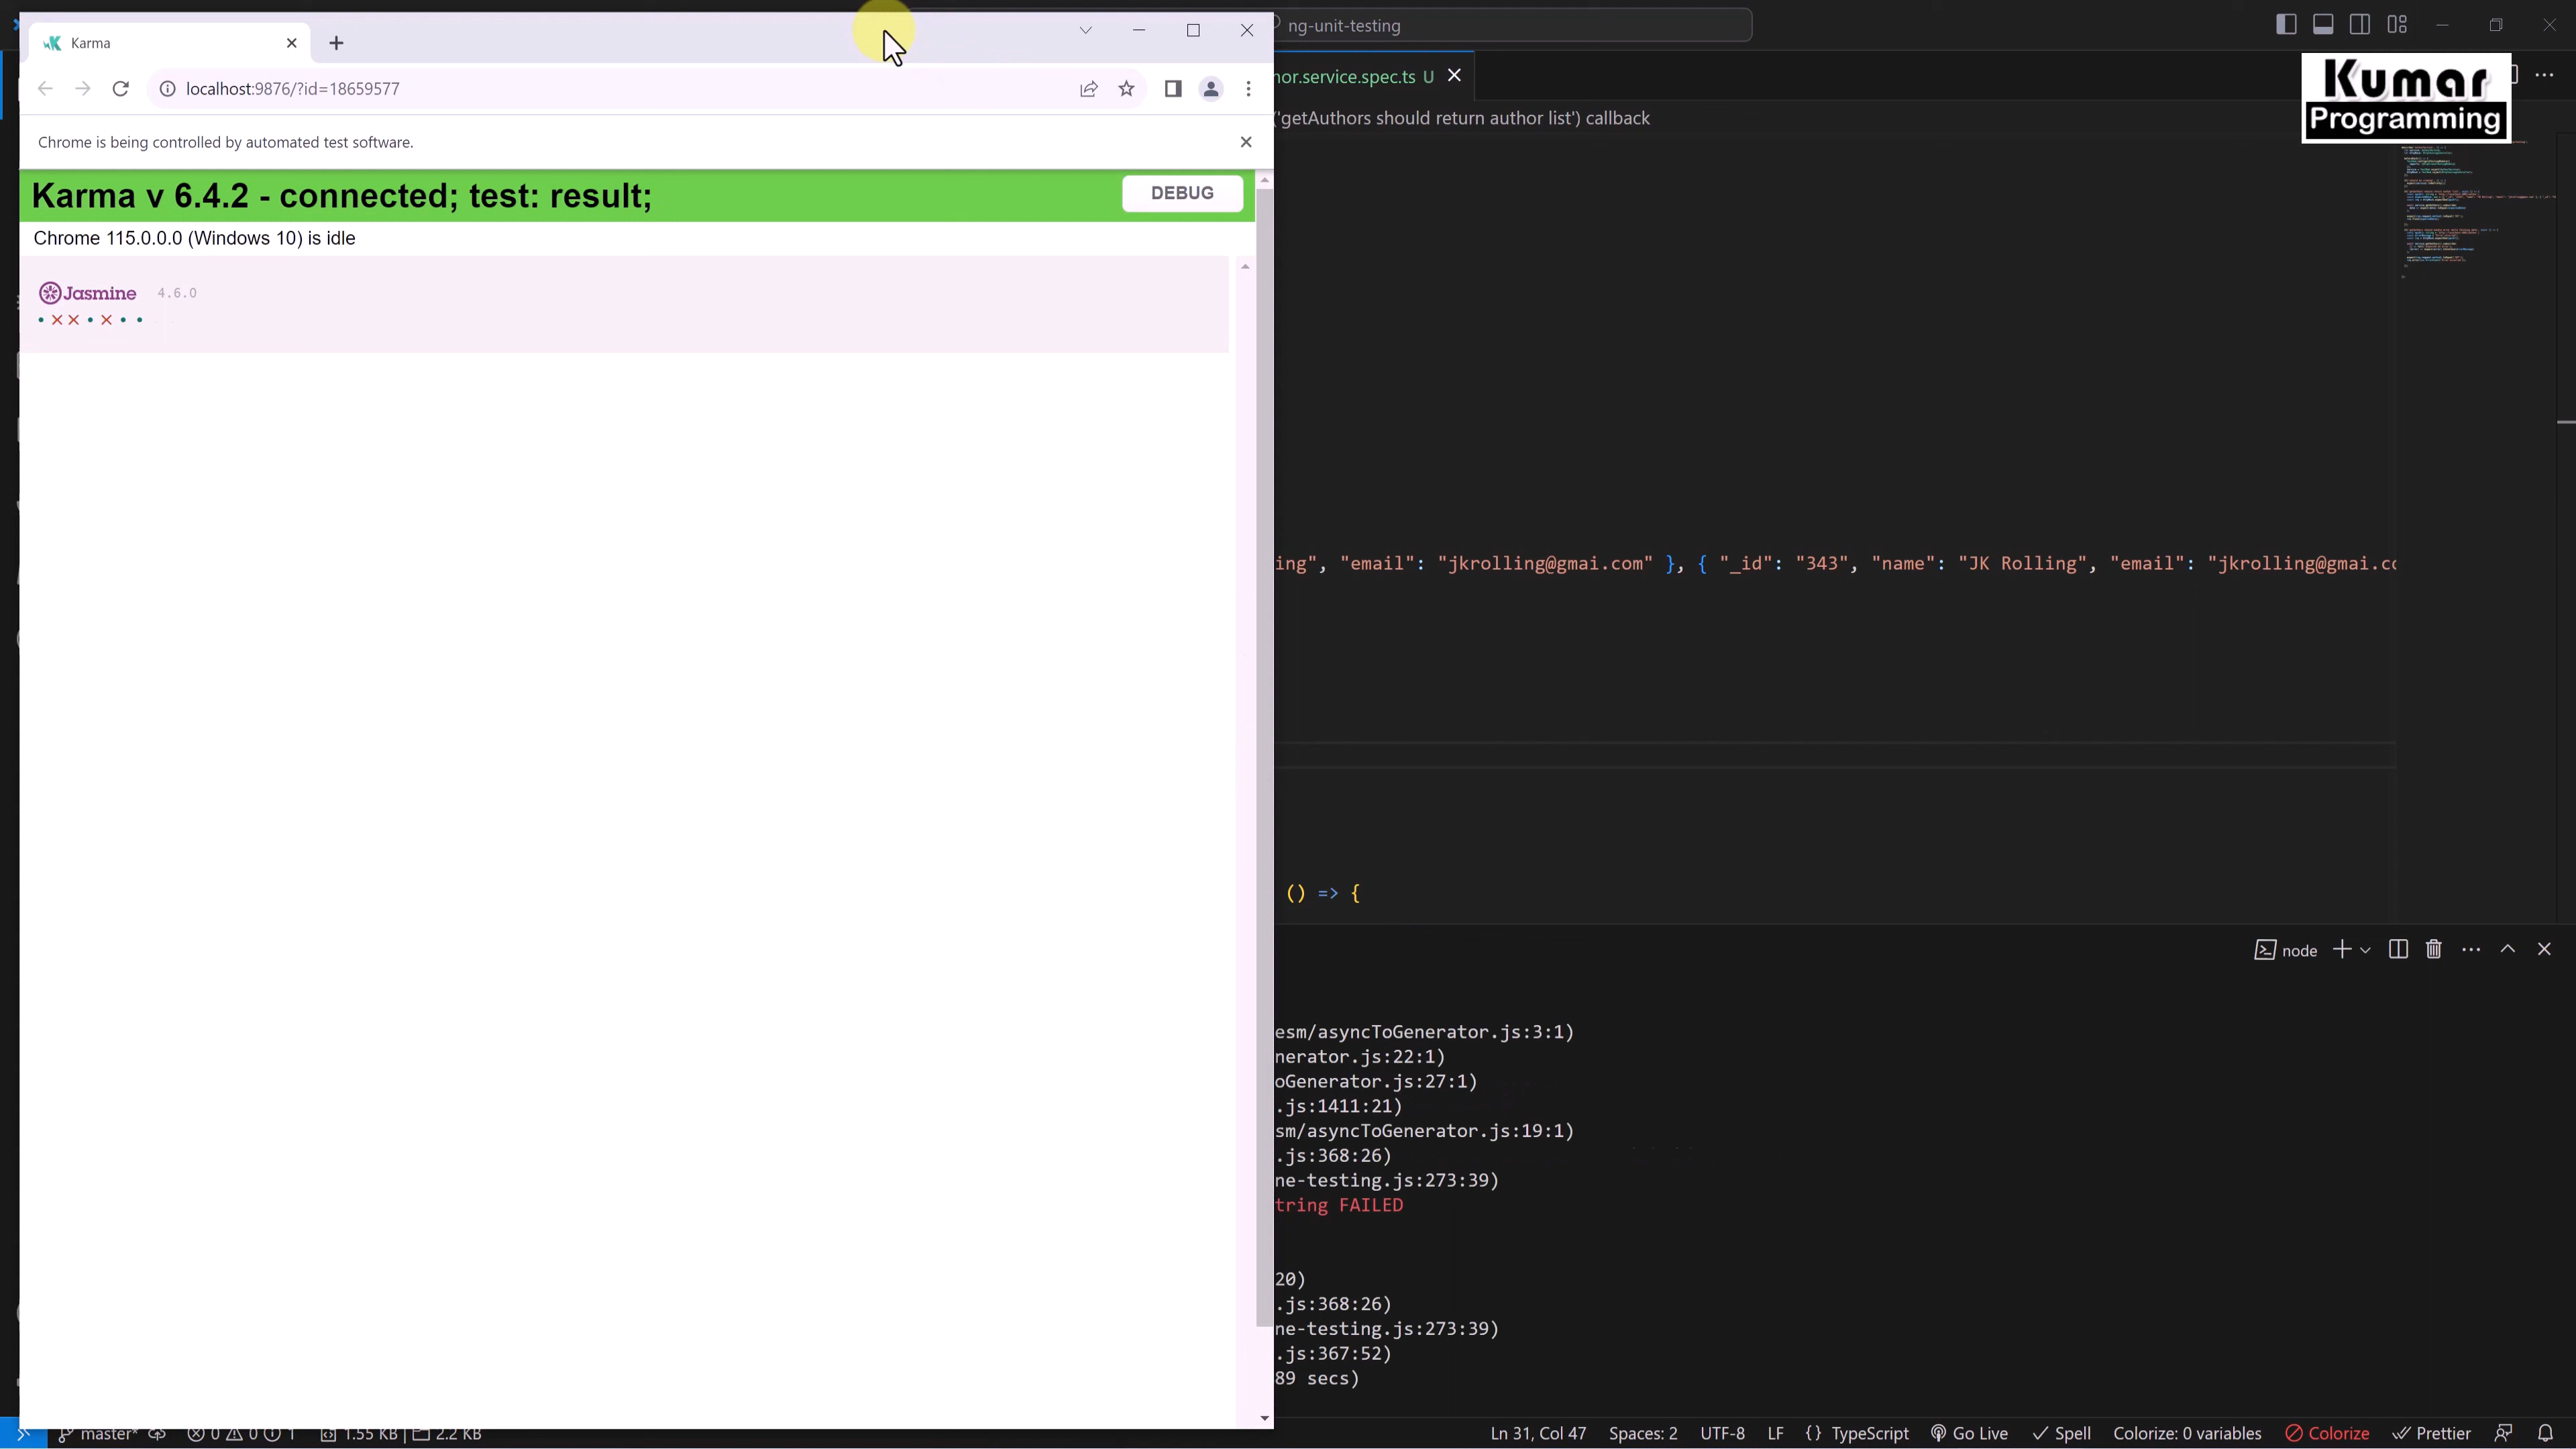 Karma
localhost:9876/?id=18659577
Chrome is being controlled by automated test software.
Karma v 6.4.2 - connected; test: result;
DEBUG
Chrome 115.0.0.0 (Windows 10) is idle
Jasmine 4.6.0
ng-unit-testing
or.service.spec.ts U
Kumar
Programming
('getAuthors should return author list') callback
ing", "email": "jkrolling@gmai.com" }, { "_id": "343", "name": "JK Rolling", "email": "jkrolling@gmai.co
() => {
node
esm/asyncToGenerator.js:3:1)
nerator.js:22:1)
oGenerator.js:27:1)
.js:1411:21)
sm/asyncToGenerator.js:19:1)
.js:368:26)
ne-testing.js:273:39)
tring FAILED
20)
.js:368:26)
ne-testing.js:273:39)
.js:367:52)
89 secs)
master* 0 0 1 1.55 KB | 2.2 KB Ln 31, Col 47 Spaces: 2 UTF-8 LF { } TypeScript Go Live Spell Colorize: 0 variables Colorize Prettier